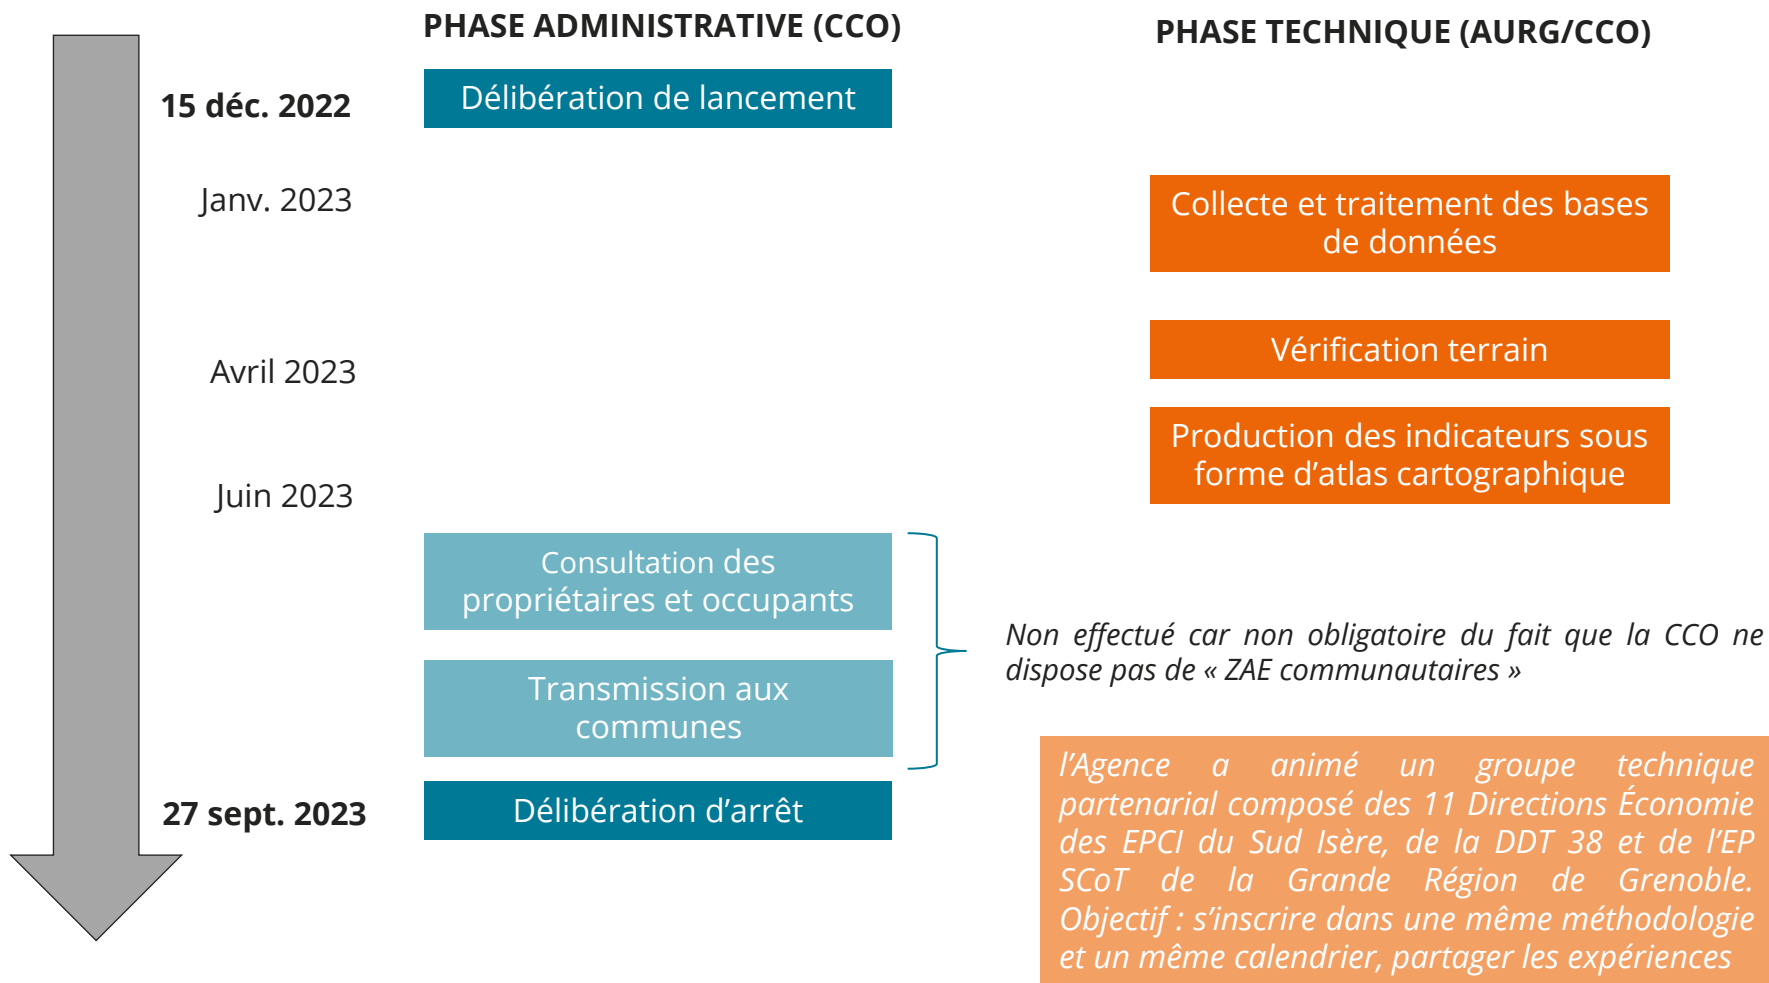 PHASE ADMINISTRATIVE (CCO)
PHASE TECHNIQUE (AURG/CCO)
15 déc. 2022
Délibération de lancement
Janv. 2023
Collecte et traitement des bases
de données
Avril 2023
Vérification terrain
Production des indicateurs sous
forme d’atlas cartographique
Juin 2023
Consultation des
propriétaires et occupants
Transmission aux
communes
Non effectué car non obligatoire du fait que la CCO ne
dispose pas de « ZAE communautaires »
27 sept. 2023
Délibération d’arrêt
l’Agence a animé un groupe technique
partenarial composé des 11 Directions Économie
des EPCI du Sud Isère, de la DDT 38 et de l’EP
SCoT de la Grande Région de Grenoble.
Objectif : s’inscrire dans une même méthodologie
et un même calendrier, partager les expériences